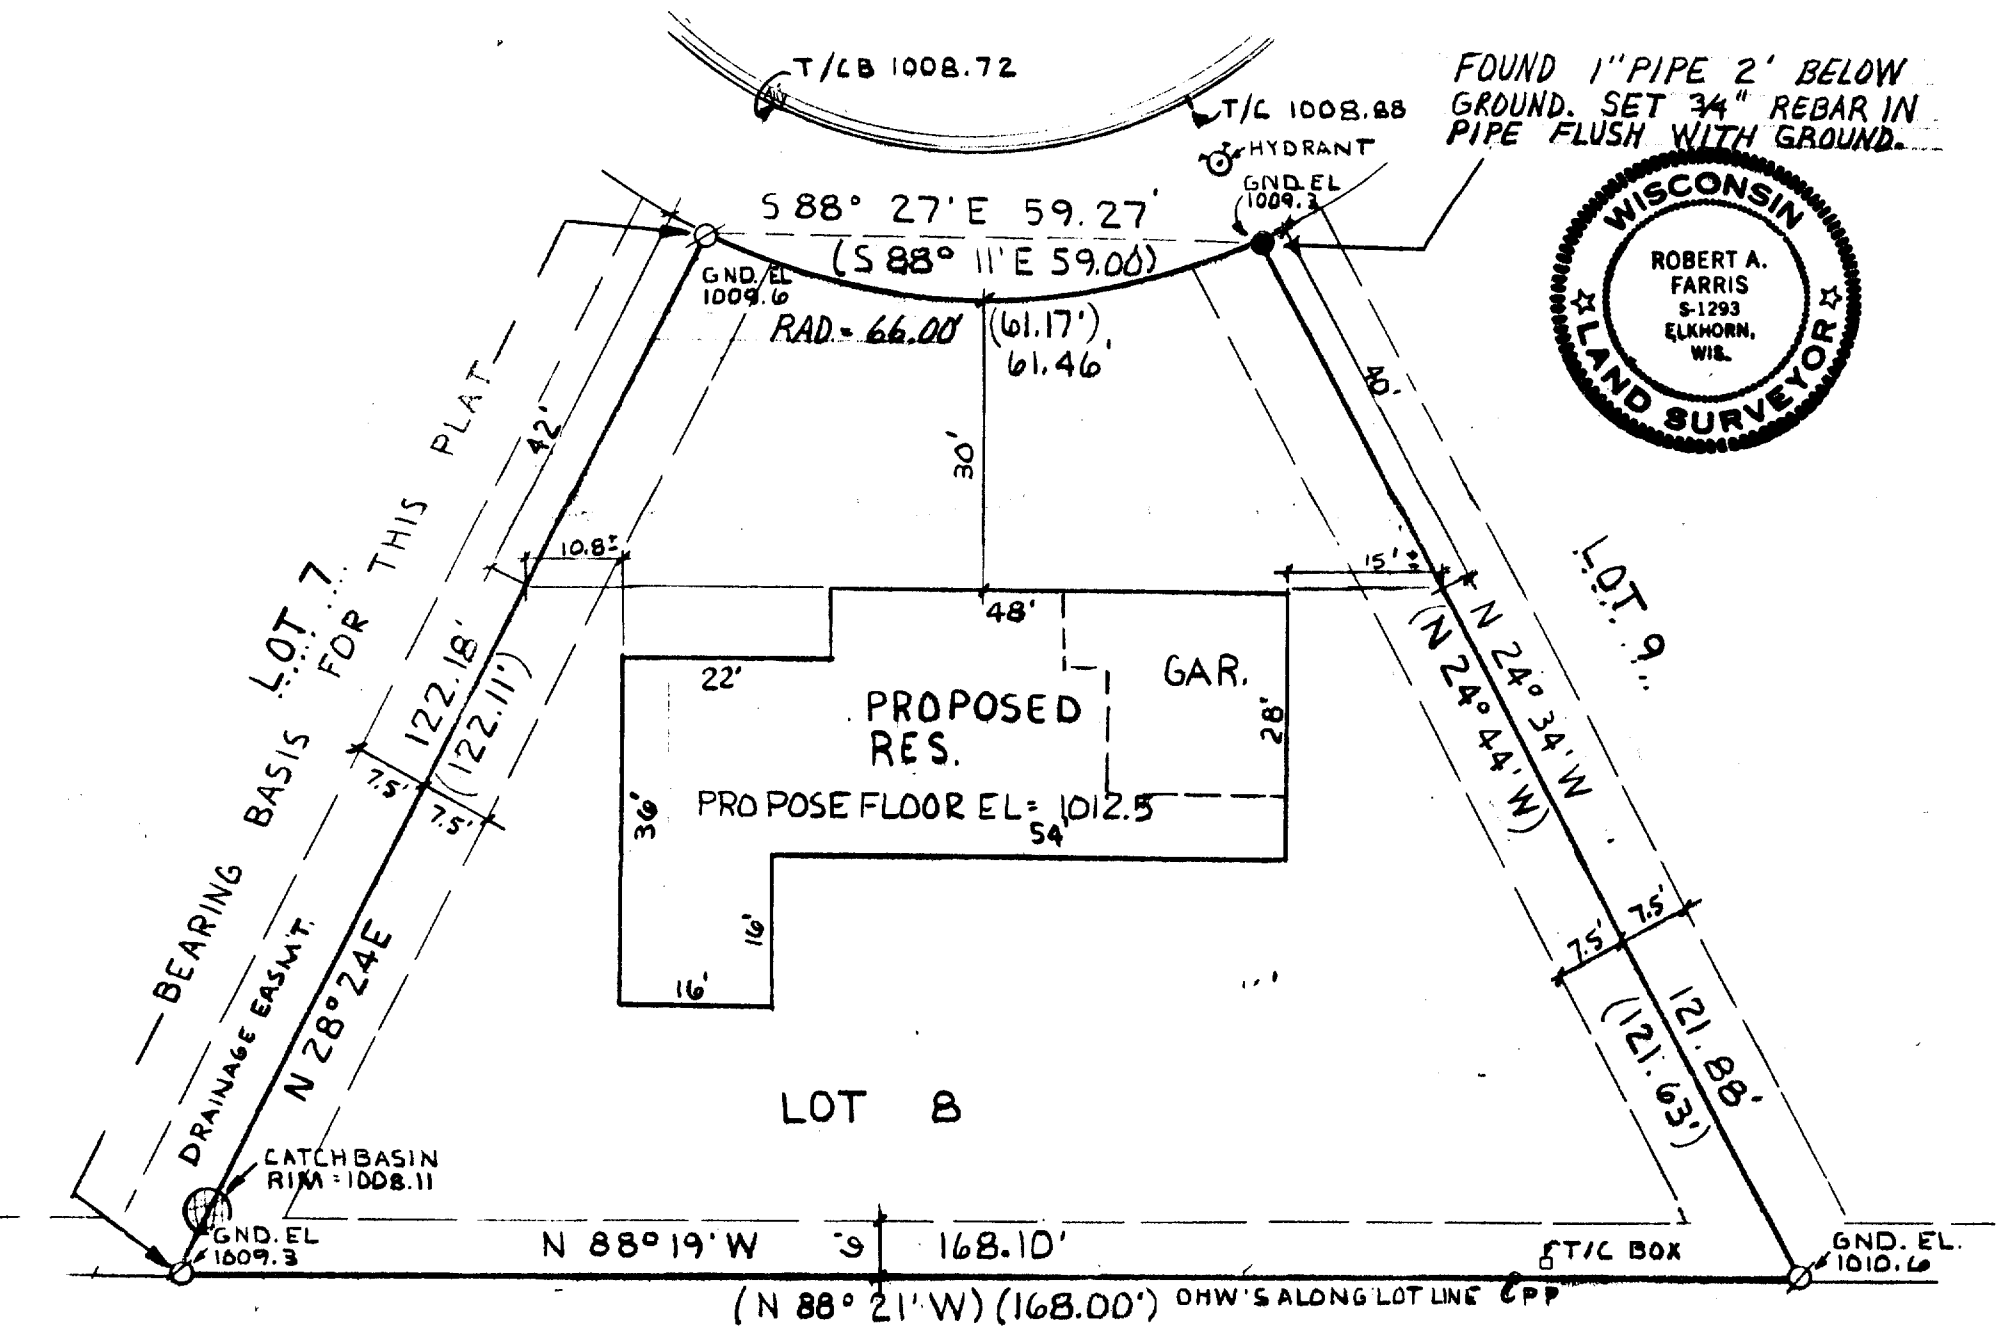 T/CB 1008.72
T/C 1008.88
HYDRANT
GND. EL
1009.3
FOUND 1" PIPE 2' BELOW
GROUND. SET 3/4" REBAR IN
PIPE FLUSH WITH GROUND.
WISCONSIN
ROBERT A.
FARRIS
S-1293
ELKHORN,
WIS.
LAND SURVEYOR
S 88° 27' E 59.27'
(S 88° 11' E 59.00)
GND. EL
1009.6
RAD. = 66.00'
(61.17')
61.46'
42'
30'
40'
10.8'±
15'±
LOT 7
BEARING BASIS FOR THIS PLAT
LOT 9
122.18'
(122.11')
N 28° 24 E
7.5'
7.5'
DRAINAGE EASM'T.
48'
22'
GAR.
28'
PROPOSED
RES.
PROPOSE FLOOR EL = 1012.5
54'
36'
16'
16'
N 24° 34' W
(N 24° 44' W)
7.5'
7.5'
121.88'
(121.63')
LOT 8
CATCH BASIN
RIM = 1008.11
GND. EL
1009.3
N 88° 19' W 168.10'
(N 88° 21' W) (168.00')
T/C BOX
OHW'S ALONG LOT LINE
PP
GND. EL.
1010.6